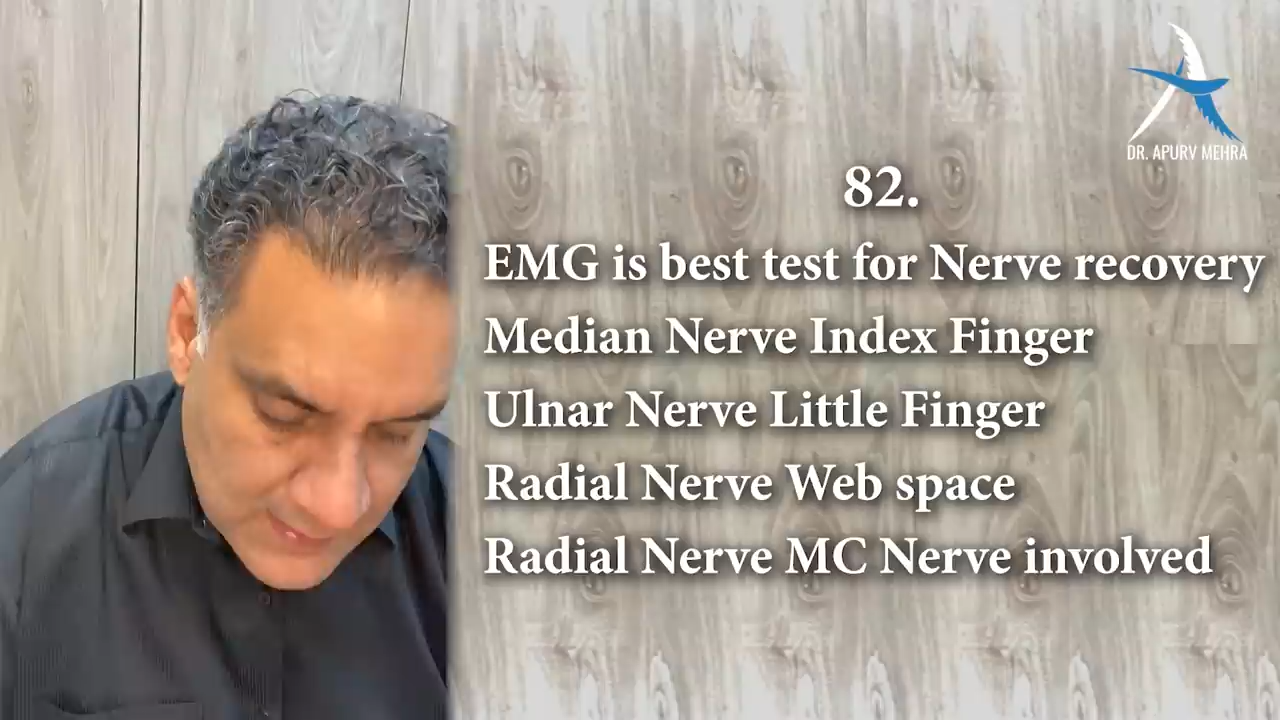 DR. APURV MEHRA
82.
EMG is best test for Nerve recovery
Median Nerve Index Finger
Ulnar Nerve Little Finger
Radial Nerve Web space
Radial Nerve MC Nerve involved